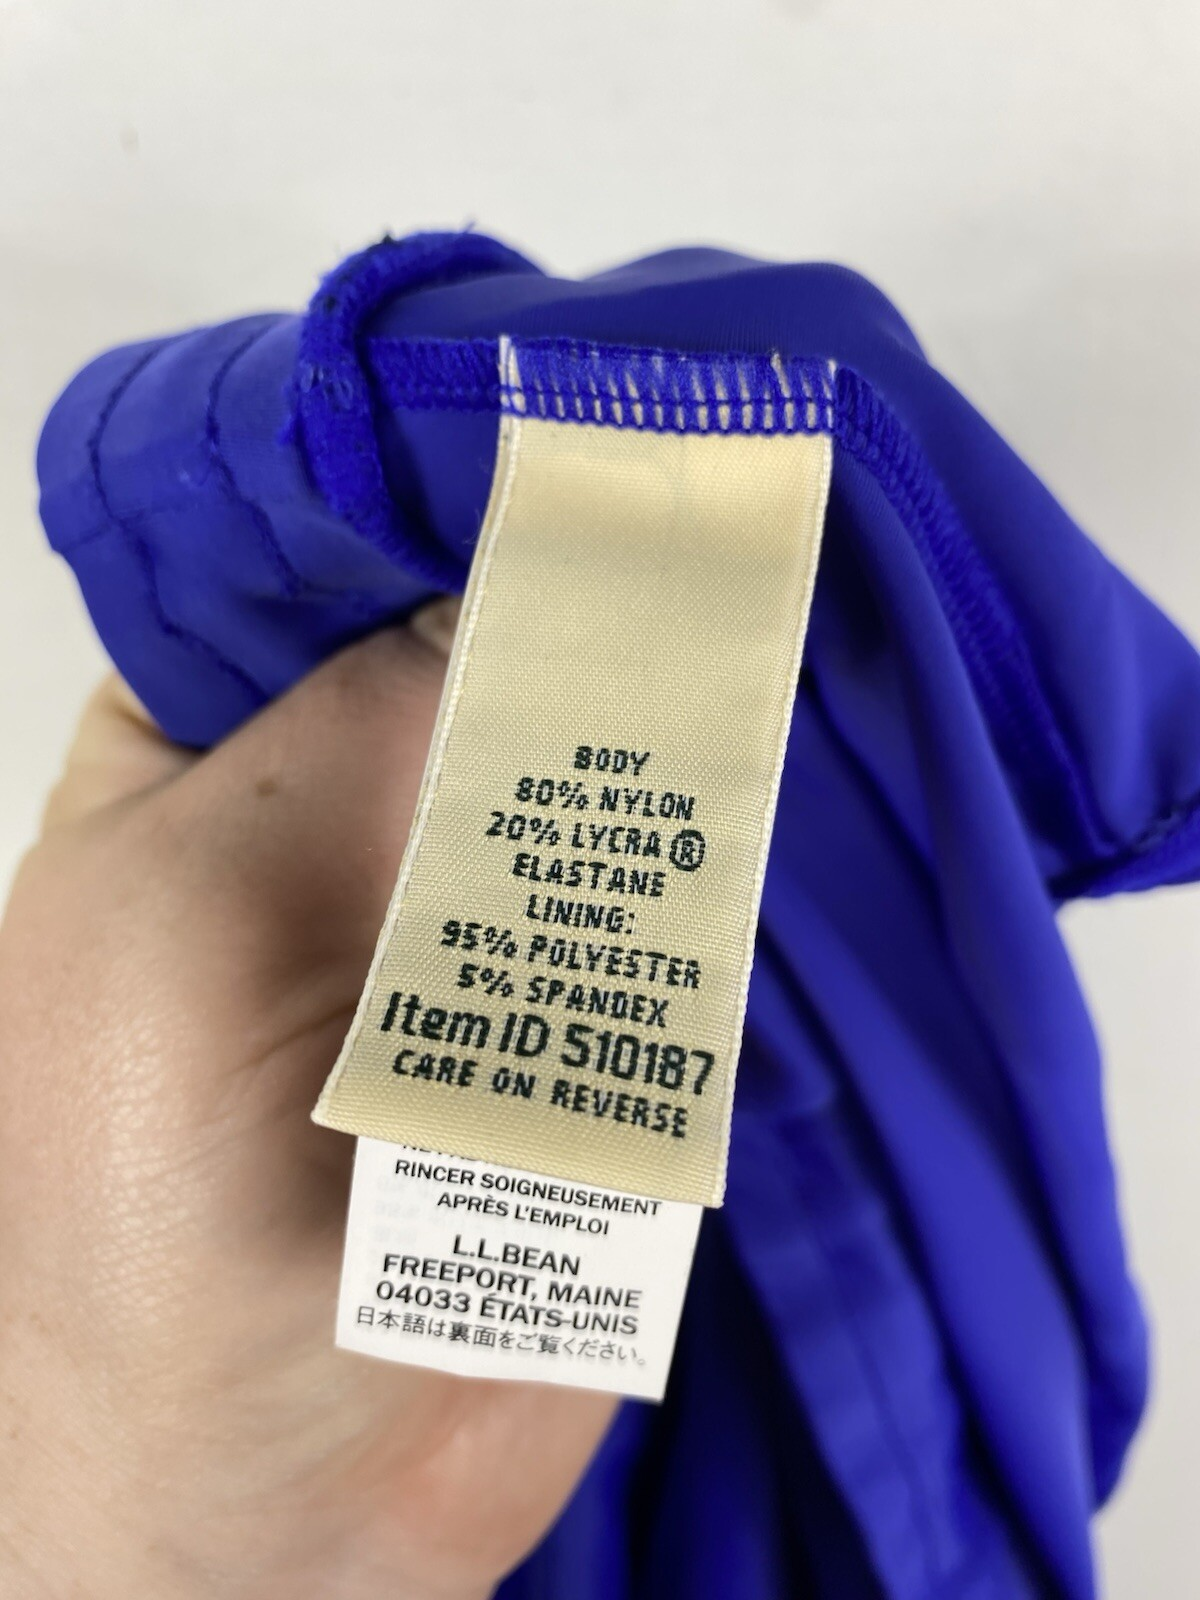 BODY
80% NYLON
20% LYCRA®
ELASTANE
LINING:
95% POLYESTER
5% SPANDEX
Item ID 510187
CARE ON REVERSE
RINCER SOIGNEUSEMENT
APRÈS L'EMPLOI
L.L.BEAN
FREEPORT, MAINE
04033 ÉTATS-UNIS
日本語は裏面をご覧ください。